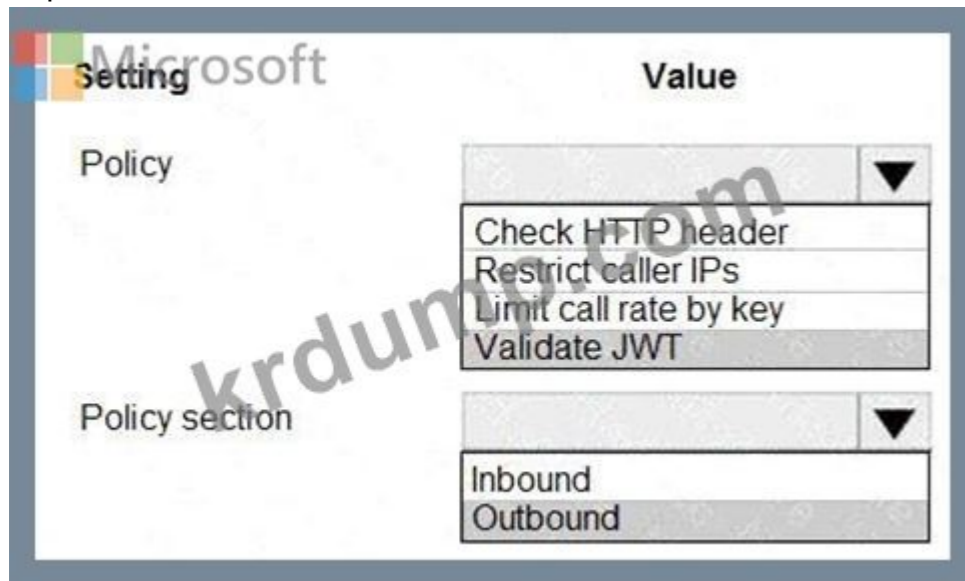 Microsoft
Setting Value
Policy
Check HTTP header
Restrict caller IPs
Limit call rate by key
Validate JWT
krdump.com
Policy section
Inbound
Outbound